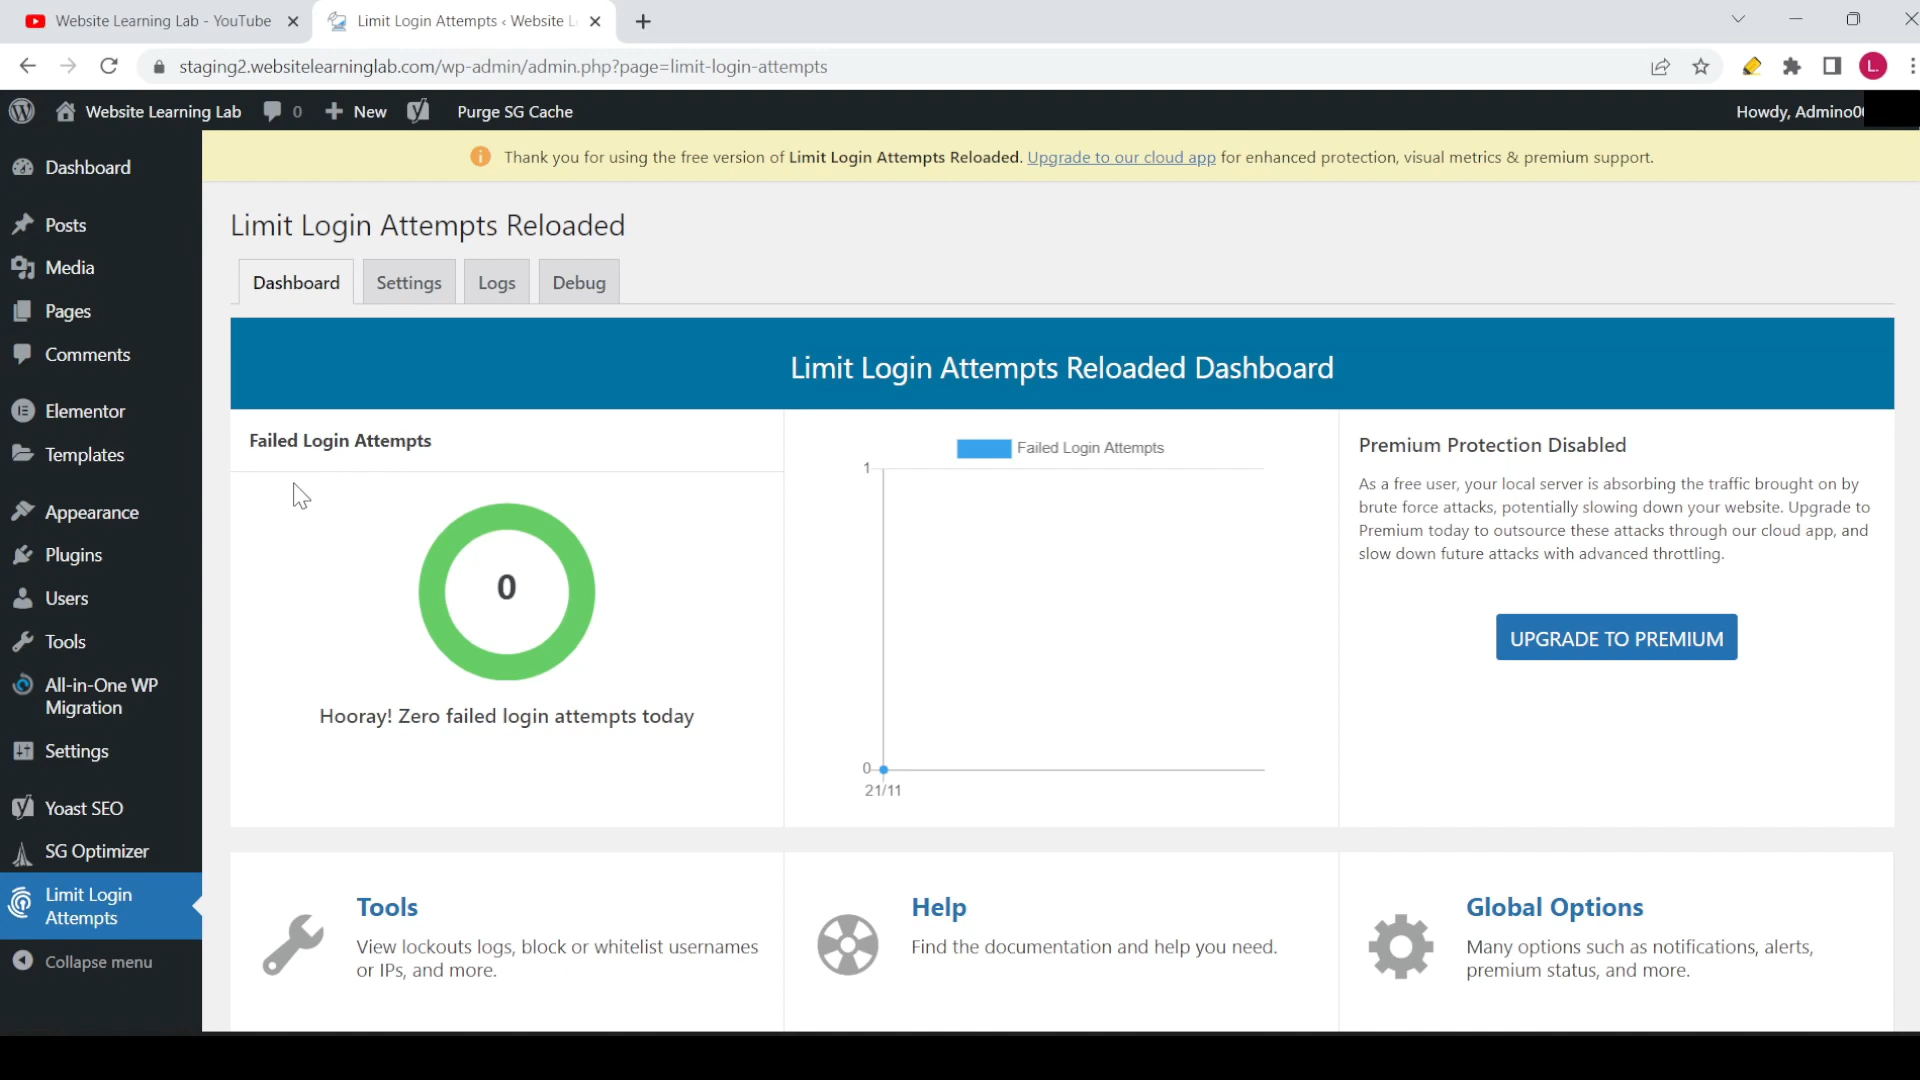 Website Learning Lab - YouTube
Limit Login Attempts ‹ Website L
staging2.websitelearninglab.com/wp-admin/admin.php?page=limit-login-attempts
L.
Website Learning Lab
0
New
Purge SG Cache
Howdy, Admino0
Thank you for using the free version of Limit Login Attempts Reloaded. Upgrade to our cloud app for enhanced protection, visual metrics & premium support.
Dashboard
Posts
Media
Pages
Comments
Elementor
Templates
Appearance
Plugins
Users
Tools
All-in-One WP
Migration
Settings
Yoast SEO
SG Optimizer
Limit Login
Attempts
Collapse menu
Limit Login Attempts Reloaded
Dashboard
Settings
Logs
Debug
Limit Login Attempts Reloaded Dashboard
Failed Login Attempts
0
Hooray! Zero failed login attempts today
Failed Login Attempts
1
0
21/11
Premium Protection Disabled
As a free user, your local server is absorbing the traffic brought on by
brute force attacks, potentially slowing down your website. Upgrade to
Premium today to outsource these attacks through our cloud app, and
slow down future attacks with advanced throttling.
UPGRADE TO PREMIUM
Tools
View lockouts logs, block or whitelist usernames
or IPs, and more.
Help
Find the documentation and help you need.
Global Options
Many options such as notifications, alerts,
premium status, and more.